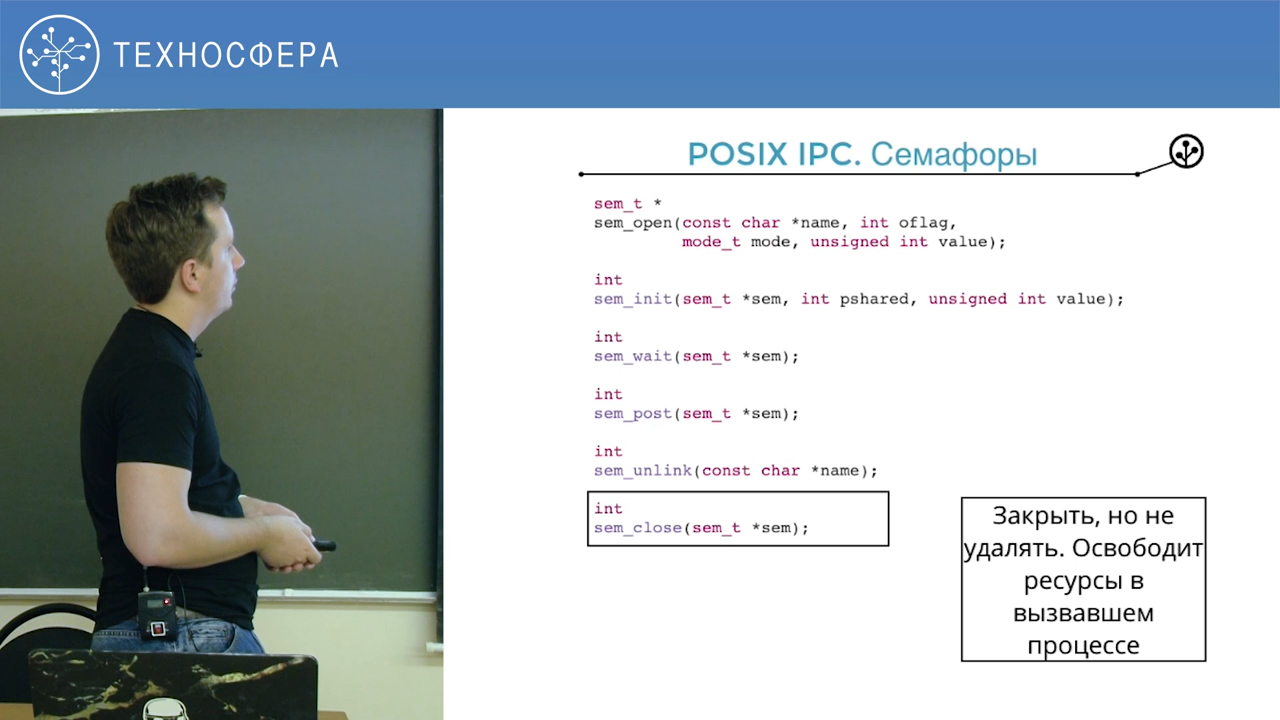 ТЕХНОСФЕРА
POSIX IPC. Семафоры
sem_t *
sem_open(const char *name, int oflag,
mode_t mode, unsigned int value);
int
sem_init(sem_t *sem, int pshared, unsigned int value);
int
sem_wait(sem_t *sem);
int
sem_post(sem_t *sem);
int
sem_unlink(const char *name);
int
sem_close(sem_t *sem);
Закрыть, но не
удалять. Освободит
ресурсы в
вызвавшем
процессе